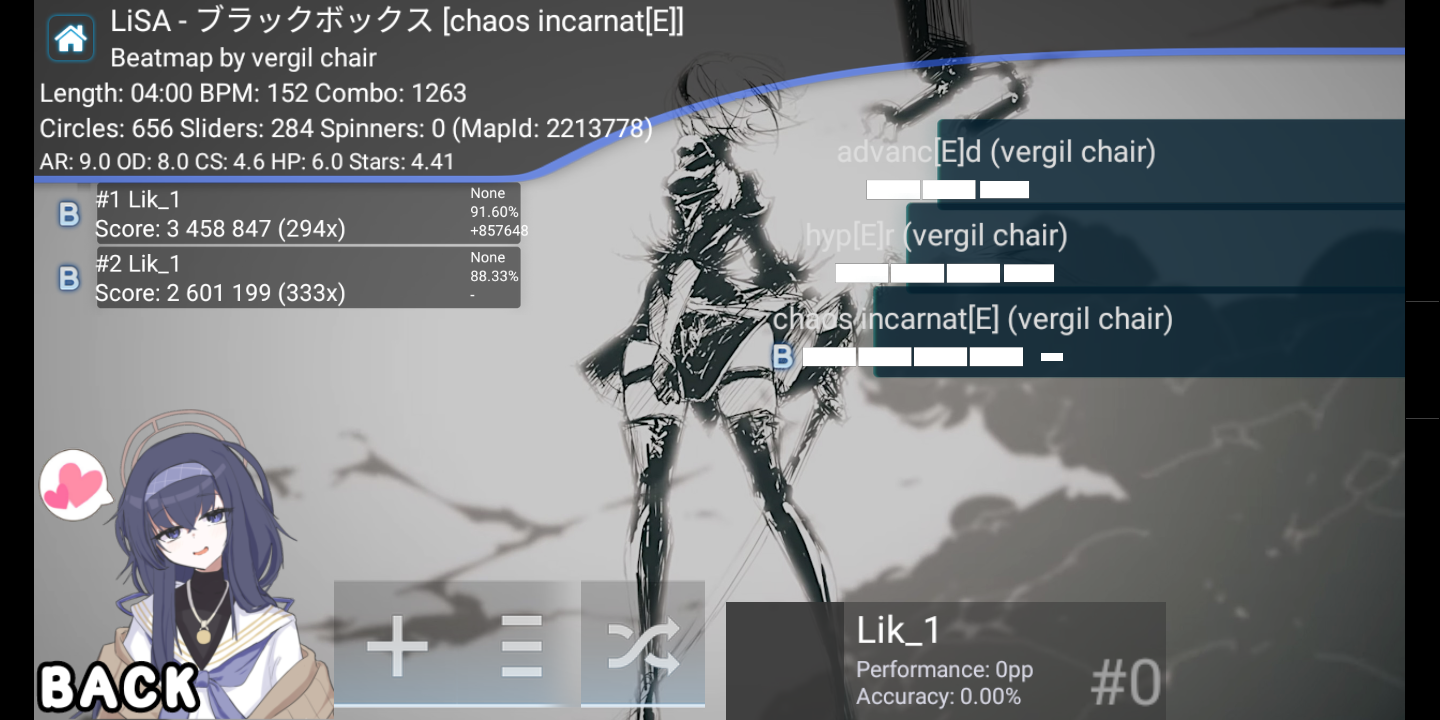 LiSA - ブラックボックス [chaos incarnat[E]]
Beatmap by vergil chair
Length: 04:00 BPM: 152 Combo: 1263
Circles: 656 Sliders: 284 Spinners: 0 (MapId: 2213778)
AR: 9.0 OD: 8.0 CS: 4.6 HP: 6.0 Stars: 4.41
B
#1 Lik_1
Score: 3 458 847 (294x)
None
91.60%
+857648
B
#2 Lik_1
Score: 2 601 199 (333x)
None
88.33%
-
advanc[E]d (vergil chair)
hyp[E]r (vergil chair)
chaos incarnat[E] (vergil chair)
B
BACK
Lik_1
Performance: 0pp
Accuracy: 0.00%
#0